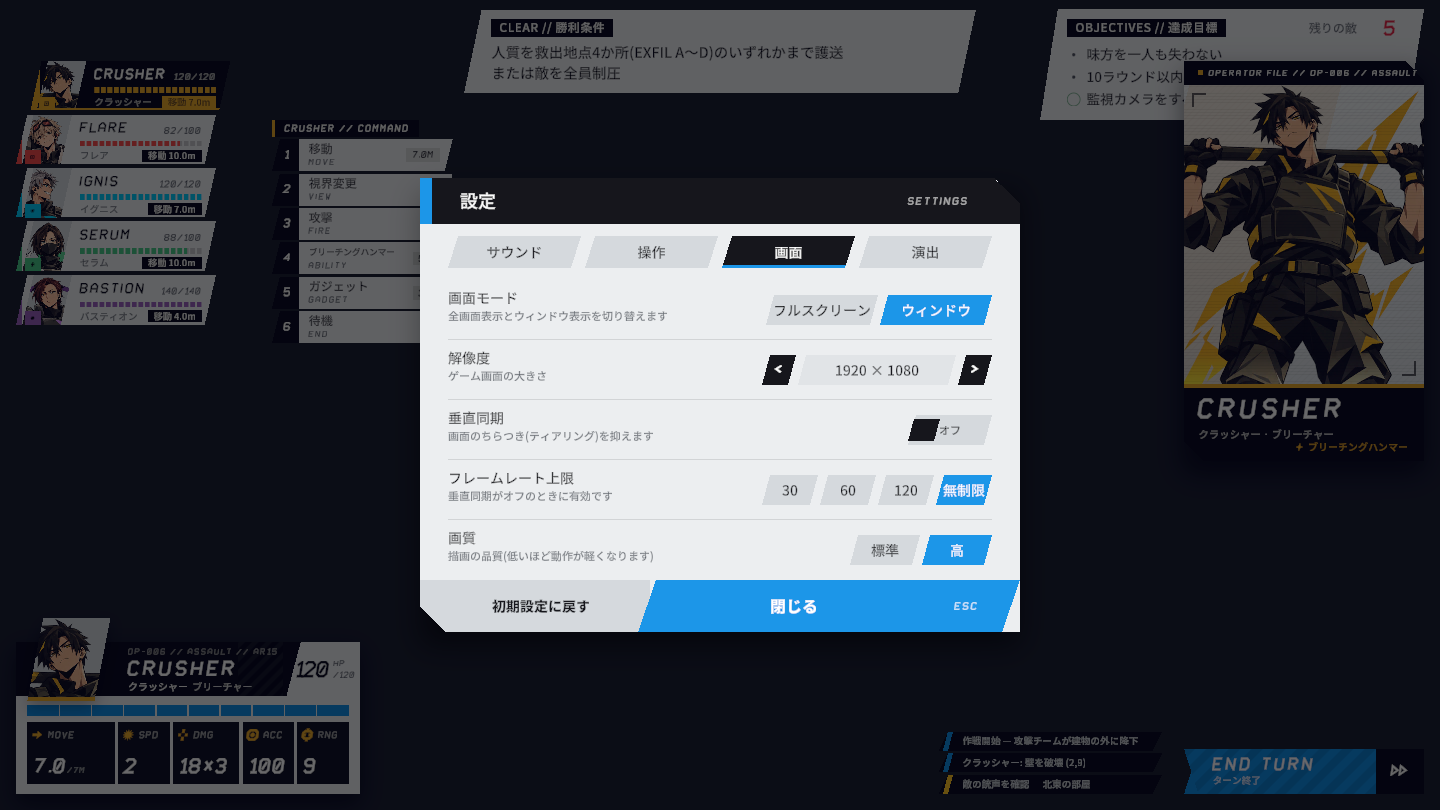 CLEAR // 勝利条件
人質を救出地点4か所(EXFIL A〜D)のいずれかまで護送
または敵を全員制圧
OBJECTIVES // 達成目標
残りの敵 5
・ 味方を一人も失わない
・ 10ラウンド以内
〇 監視カメラをす
CRUSHER 120/120
クラッシャー 移動 7.0m
FLARE 82/100
フレア 移動 10.0m
IGNIS 120/120
イグニス 移動 7.0m
SERUM 88/100
セラム 移動 10.0m
BASTION 140/140
バスティオン 移動 4.0m
CRUSHER // COMMAND
1 移動 7.0M
MOVE
2 視界変更
VIEW
3 攻撃
FIRE
4 ブリーチングハンマー
ABILITY
5 ガジェット
GADGET
6 待機
END
設定 SETTINGS
サウンド 操作 画面 演出
画面モード
全画面表示とウィンドウ表示を切り替えます
フルスクリーン ウィンドウ
解像度
ゲーム画面の大きさ
< 1920 × 1080 >
垂直同期
画面のちらつき(ティアリング)を抑えます
オフ
フレームレート上限
垂直同期がオフのときに有効です
30 60 120 無制限
画質
描画の品質(低いほど動作が軽くなります)
標準 高
初期設定に戻す 閉じる ESC
OPERATOR FILE // OP-006 // ASSAULT
CRUSHER
クラッシャー・ブリーチャー
ブリーチングハンマー
OP-006 // ASSAULT // AR15
CRUSHER
クラッシャー ブリーチャー
120 HP /120
MOVE SPD DMG ACC RNG
7.0/7M 2 18×3 100 9
作戦開始 — 攻撃チームが建物の外に降下
クラッシャー: 壁を破壊 (2,9)
敵の銃声を確認 北東の部屋
END TURN
ターン終了